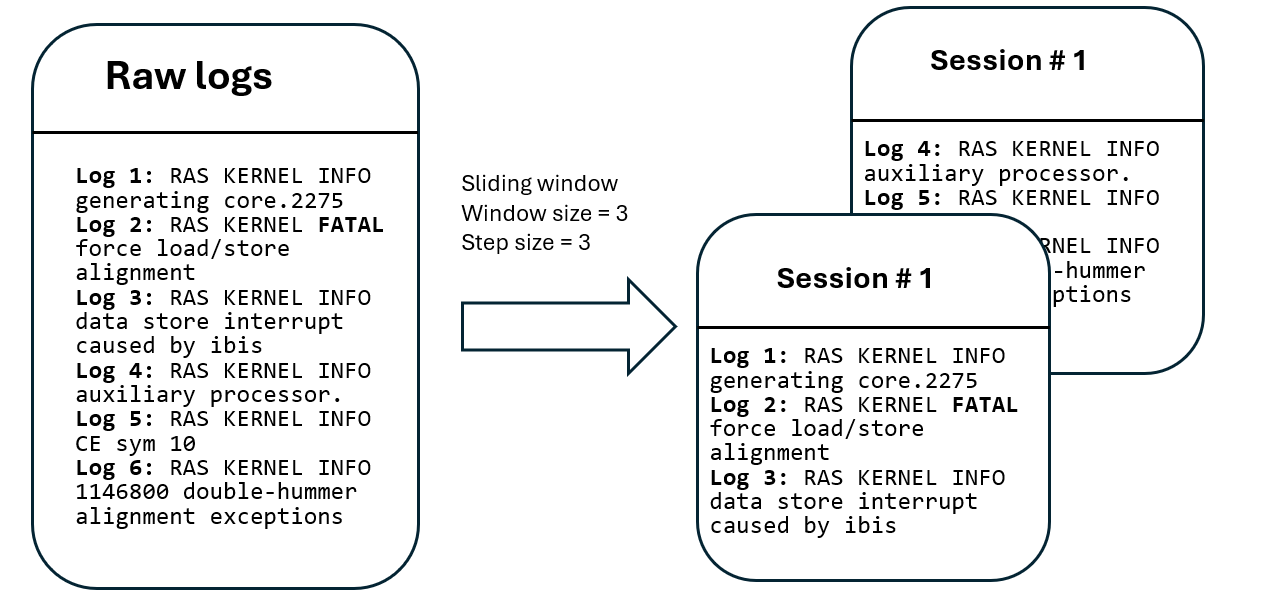 Raw logs
Log 1: RAS KERNEL INFO
generating core.2275
Log 2: RAS KERNEL FATAL
force load/store
alignment
Log 3: RAS KERNEL INFO
data store interrupt
caused by ibis
Log 4: RAS KERNEL INFO
auxiliary processor.
Log 5: RAS KERNEL INFO
CE sym 10
Log 6: RAS KERNEL INFO
1146800 double-hummer
alignment exceptions
Sliding window
Window size = 3
Step size = 3
Session # 1
Log 4: RAS KERNEL INFO
auxiliary processor.
Log 5: RAS KERNEL INFO
RNEL INFO
-hummer
ptions
Session # 1
Log 1: RAS KERNEL INFO
generating core.2275
Log 2: RAS KERNEL FATAL
force load/store
alignment
Log 3: RAS KERNEL INFO
data store interrupt
caused by ibis